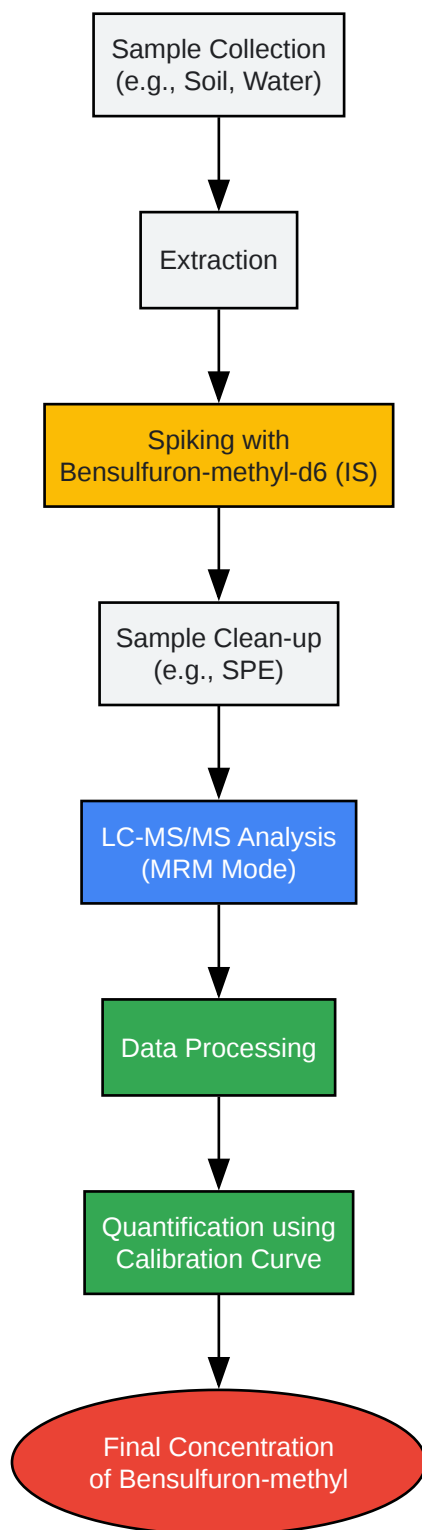 Sample Collection
(e.g., Soil, Water)
Extraction
Spiking with
Bensulfuron-methyl-d6 (IS)
Sample Clean-up
(e.g., SPE)
LC-MS/MS Analysis
(MRM Mode)
Data Processing
Quantification using
Calibration Curve
Final Concentration
of Bensulfuron-methyl